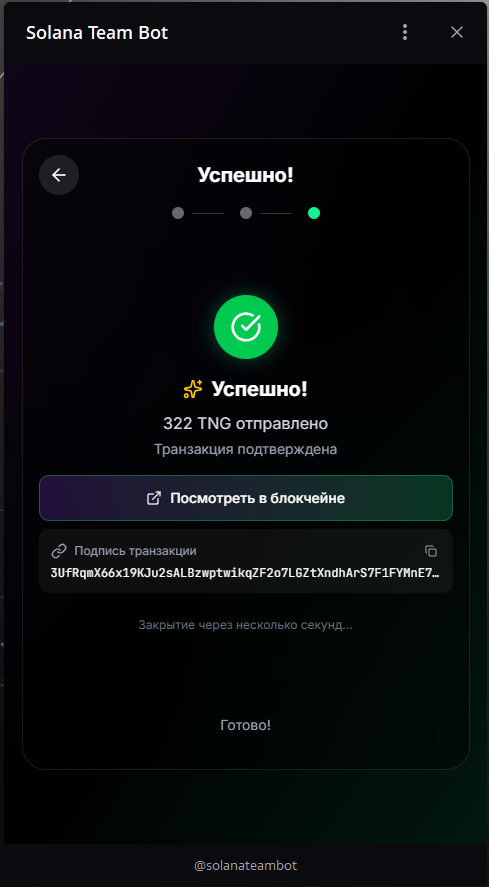 Solana Team Bot
Успешно!
Успешно!
322 TNG отправлено
Транзакция подтверждена
Посмотреть в блокчейне
Подпись транзакции
3UfRqmX66x19KJu2sALBzwptwikqZF2o7LGZtXndhArS7F1FYMnE7…
Закрытие через несколько секунд...
Готово!
@solanateambot